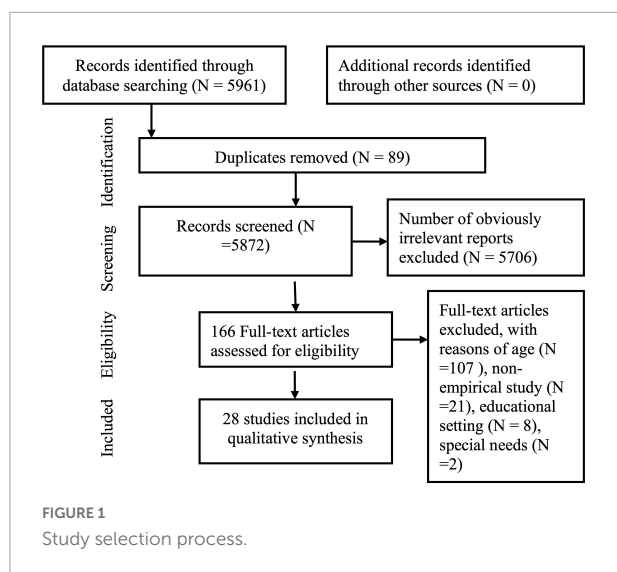 Records identified through
database searching (N = 5961)
Additional records identified
through other sources (N = 0)
Identification
Duplicates removed (N = 89)
Screening
Records screened (N
=5872)
Number of obviously
irrelevant reports
excluded (N = 5706)
Eligibility
166 Full-text articles
assessed for eligibility
Full-text articles
excluded, with
reasons of age (N
=107 ), non-
empirical study (N
=21), educational
setting (N = 8),
special needs (N
=2)
Included
28 studies included in
qualitative synthesis
FIGURE 1
Study selection process.